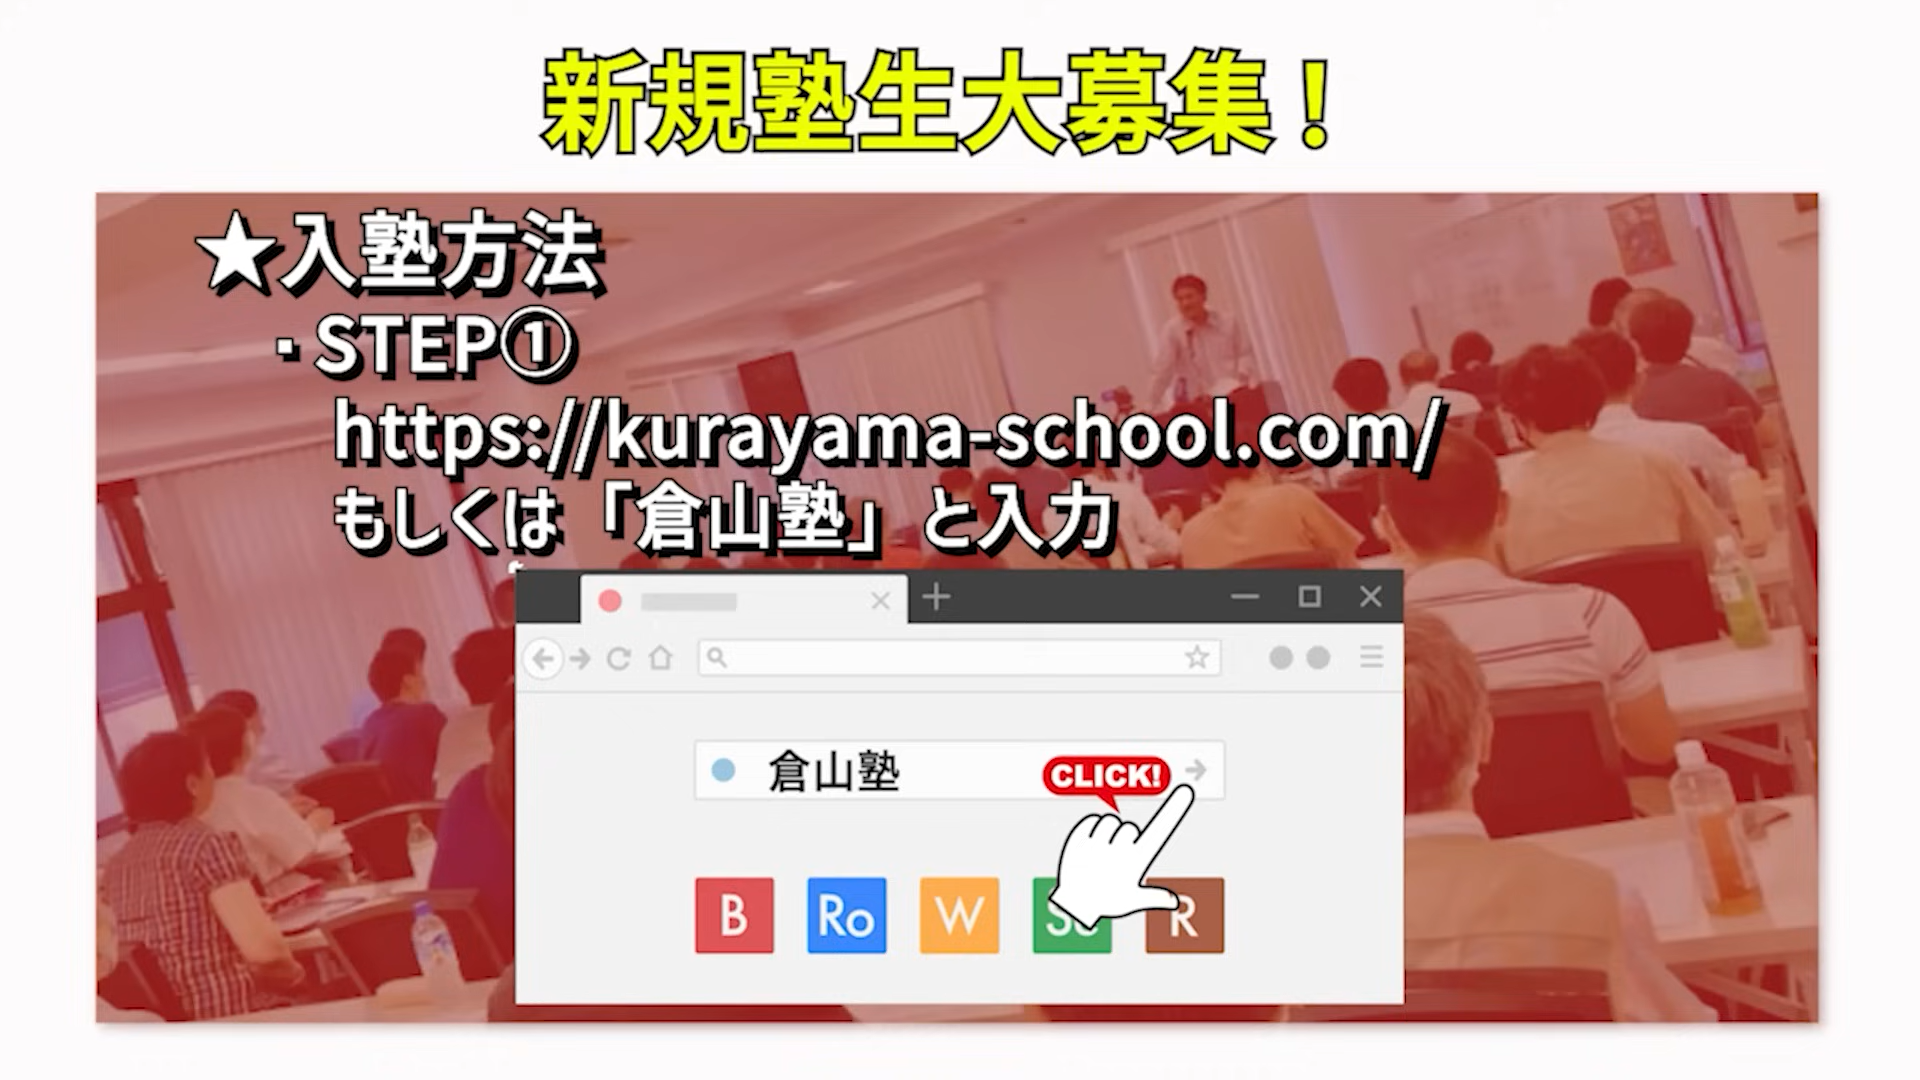 新規塾生大募集！
★入塾方法
・STEP①
https://kurayama-school.com/
もしくは「倉山塾」と入力
倉山塾
CLICK!
B
Ro
W
R